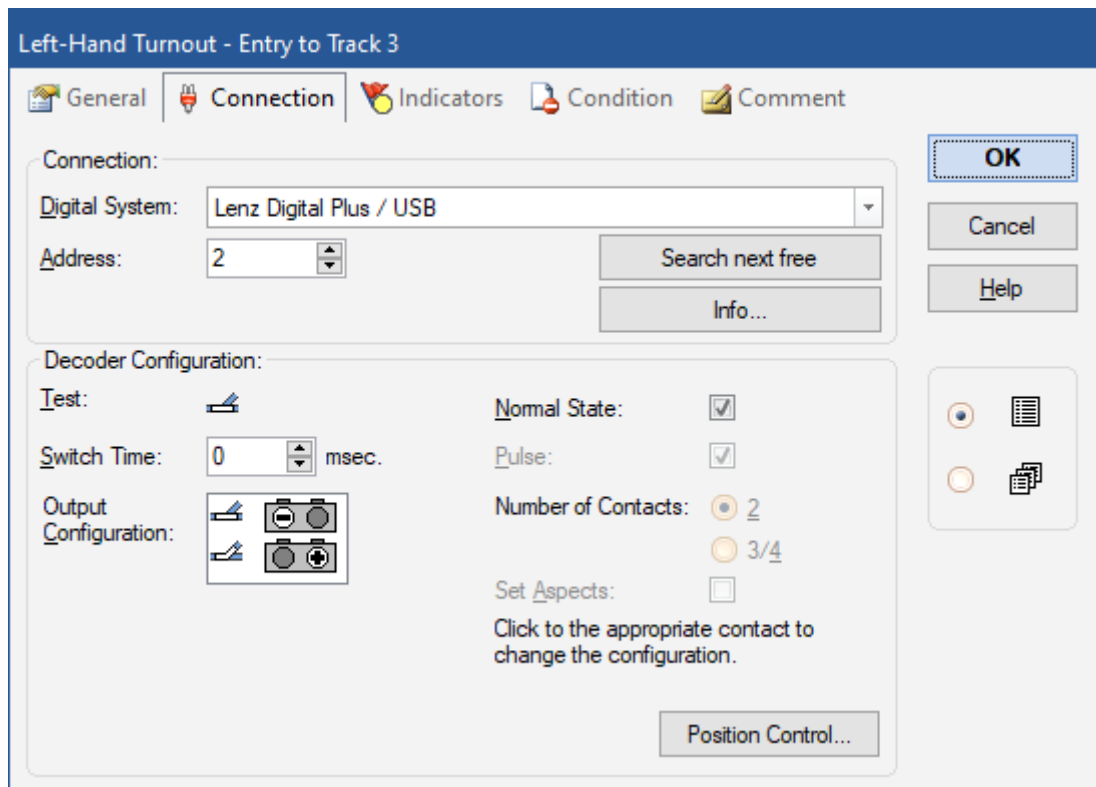 Left-Hand Turnout - Entry to Track 3
General Connection Indicators Condition Comment
Connection:
Digital System: Lenz Digital Plus / USB
Address: 2
Search next free
Info...
OK
Cancel
Help
Decoder Configuration:
Test:
Switch Time: 0 msec.
Output
Configuration:
Normal State:
Pulse:
Number of Contacts: 2
3/4
Set Aspects:
Click to the appropriate contact to
change the configuration.
Position Control...